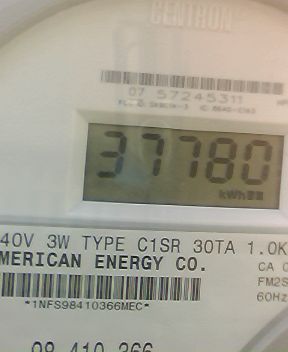 CENTRON
07 57245311
37780
kWh
40V 3W TYPE C1SR 30TA 1.0K
MERICAN ENERGY CO.
CA 0
FM2S
60Hz
*1NFS98410366MEC*
98 410 366